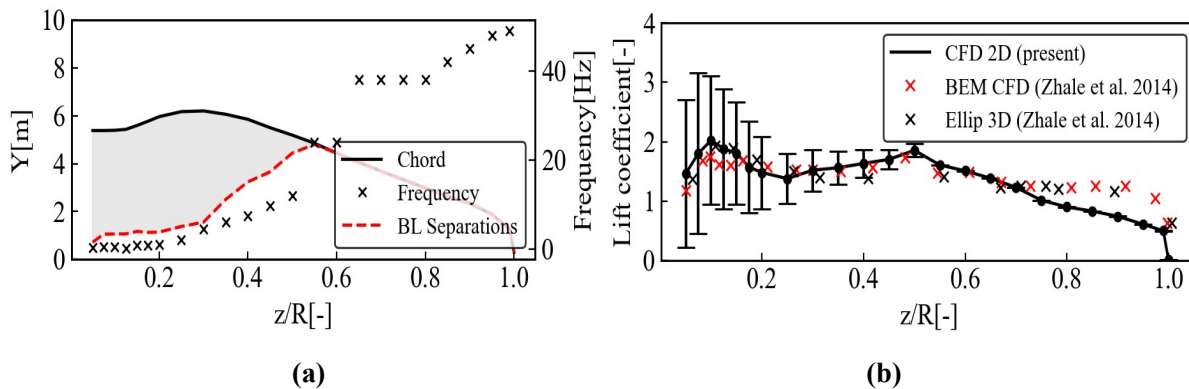 10
8
6
4
2
0
Y[m]
40
20
0
Frequency[Hz]
Chord
Frequency
BL Separations
0.2 0.4 0.6 0.8 1.0
z/R[-]
(a)
4
3
2
1
0
Lift coefficient[-]
CFD 2D (present)
BEM CFD (Zhale et al. 2014)
Ellip 3D (Zhale et al. 2014)
0.2 0.4 0.6 0.8 1.0
z/R[-]
(b)